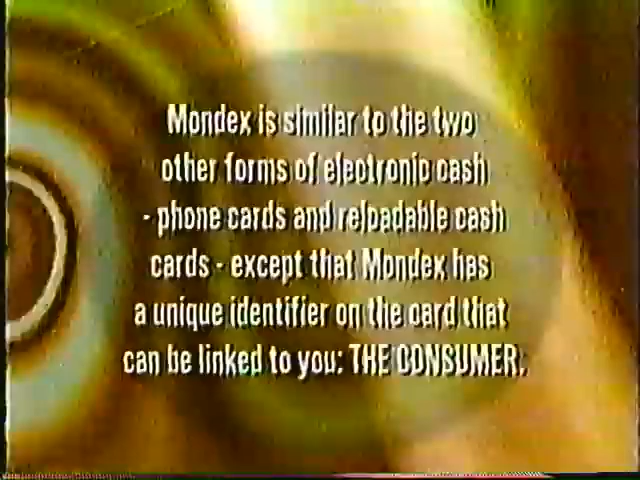 Mondex is similar to the two
other forms of electronic cash
- phone cards and reloadable cash
cards - except that Mondex has
a unique identifier on the card that
can be linked to you: THE CONSUMER.